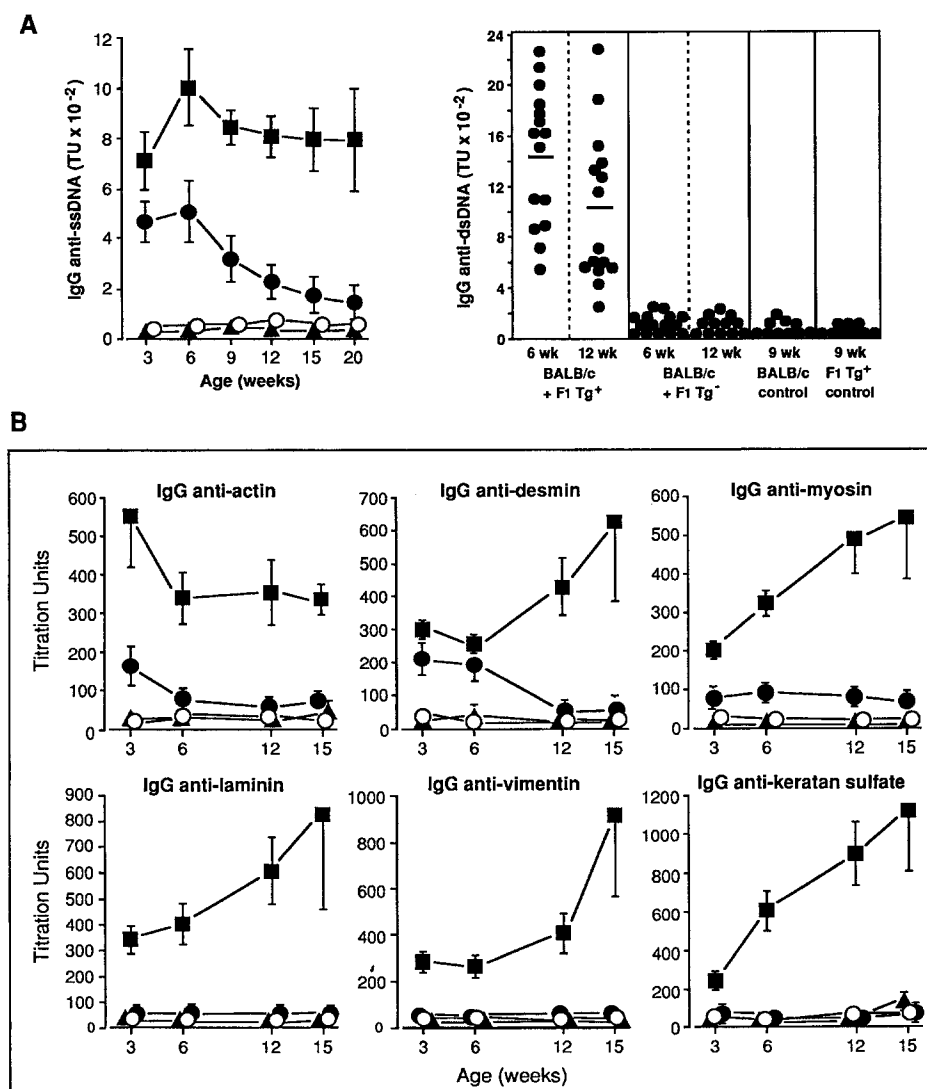 A
IgG anti-ssDNA (TU x 10-2)
12
10
8
6
4
2
0
3 6 9 12 15 20
Age (weeks)
IgG anti-dsDNA (TU x 10-2)
24
20
16
12
8
4
0
6 wk 12 wk 6 wk 12 wk 9 wk 9 wk
BALB/c BALB/c BALB/c F1 Tg+
+ F1 Tg+ + F1 Tg- control control
B
IgG anti-actin IgG anti-desmin IgG anti-myosin
Titration Units
600
500
400
300
200
100
0
3 6 12 15
700
600
500
400
300
200
100
0
3 6 12 15
600
500
400
300
200
100
0
3 6 12 15
IgG anti-laminin IgG anti-vimentin IgG anti-keratan sulfate
Titration Units
900
800
700
600
500
400
300
200
100
0
3 6 12 15
1000
800
600
400
200
0
3 6 12 15
1200
1000
800
600
400
200
0
3 6 12 15
Age (weeks)